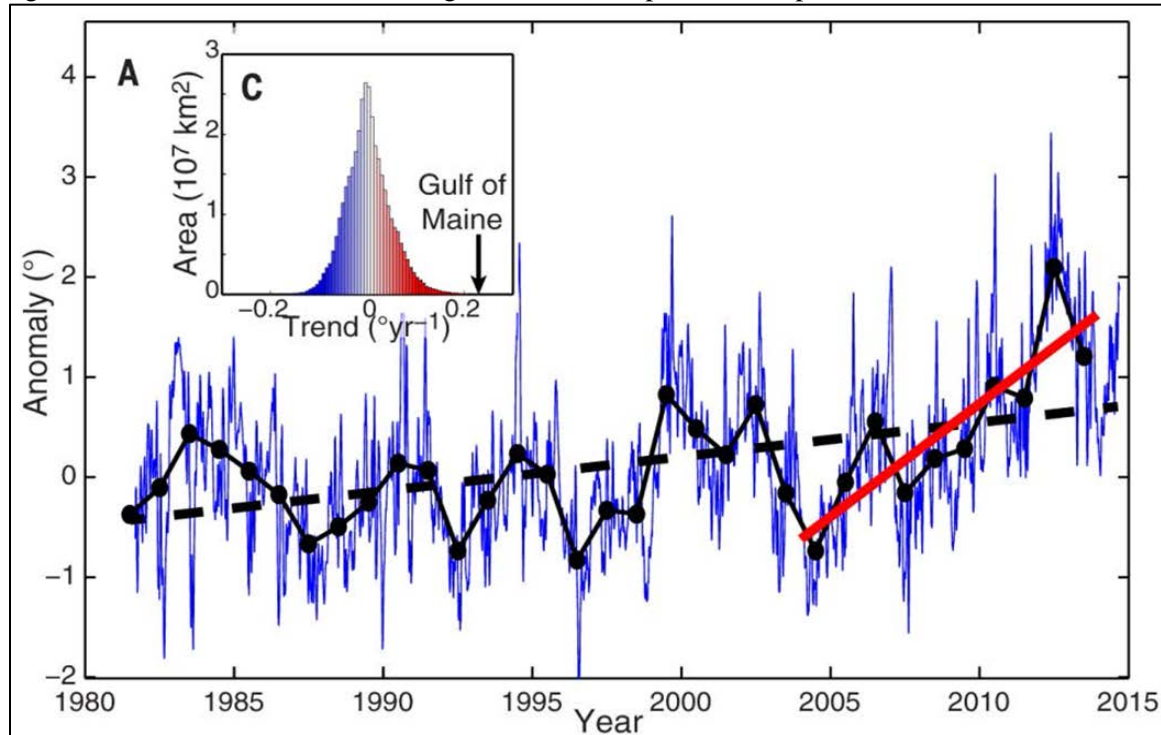 A
C
3
2
1
0
Area (10⁷ km²)
Gulf of
Maine
−0.2
0
0.2
Trend (°yr⁻¹)
4
3
2
1
0
−1
−2
Anomaly (°)
1980
1985
1990
1995
2000
2005
2010
2015
Year